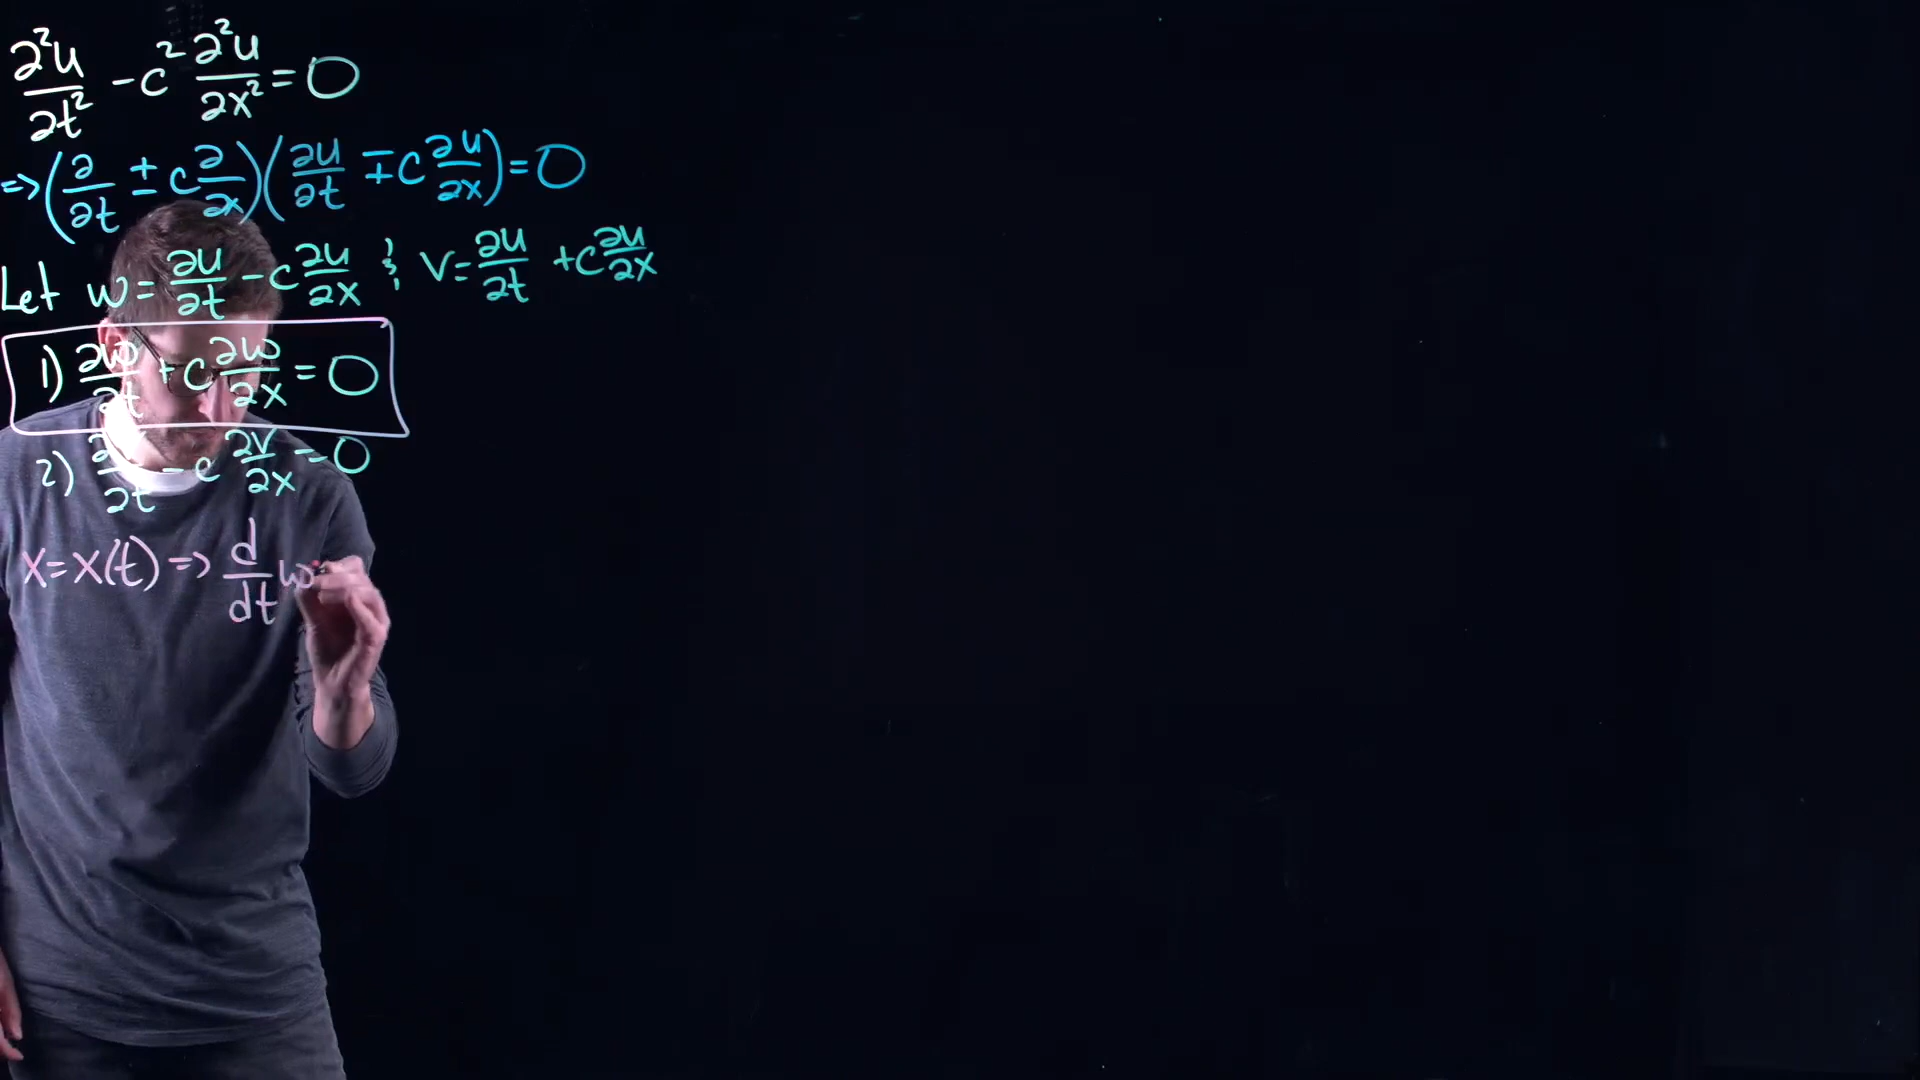 ∂²u/∂t² - c² ∂²u/∂x² = 0
=> (∂/∂t ± c ∂/∂x)(∂u/∂t ∓ c ∂u/∂x) = 0
Let w = ∂u/∂t - c ∂u/∂x & v = ∂u/∂t + c ∂u/∂x
1) ∂w/∂t + c ∂w/∂x = 0
2) ∂v/∂t - c ∂v/∂x = 0
x = x(t) => d/dt w